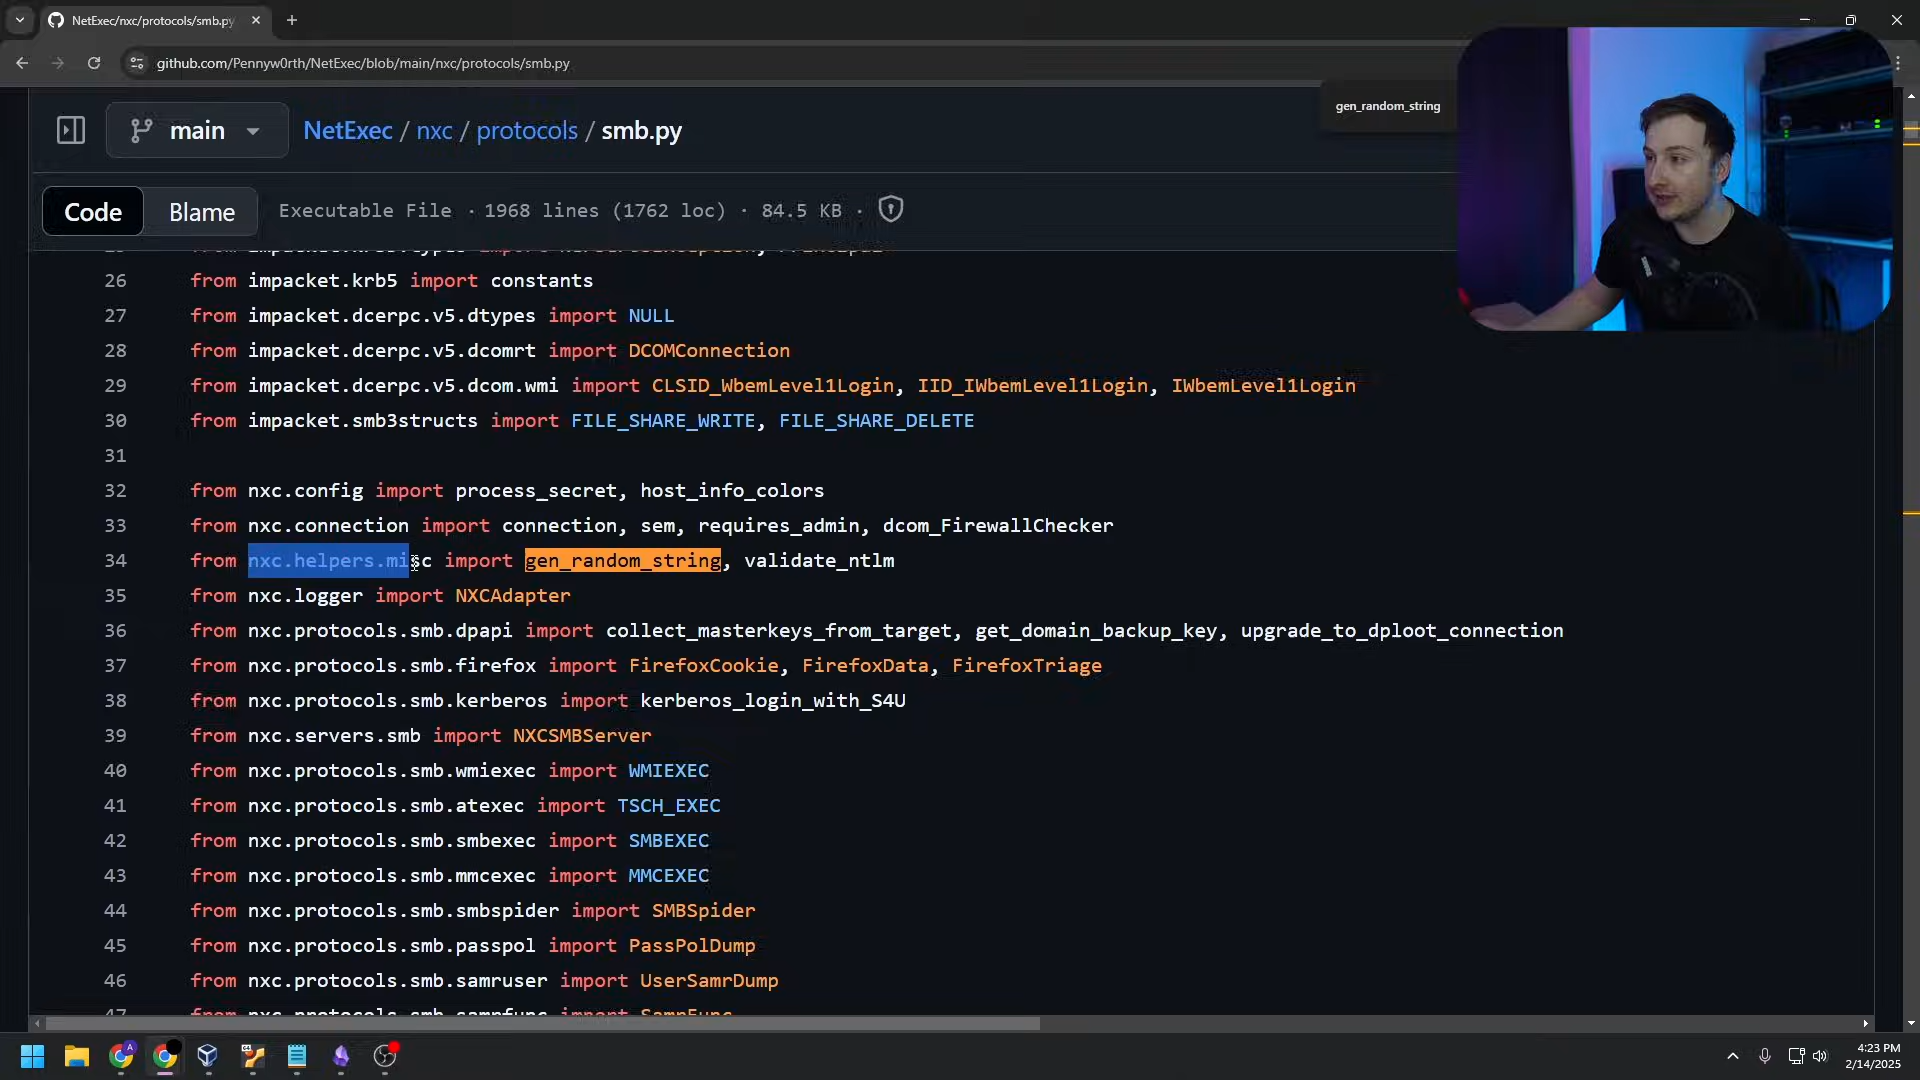 NetExec/nxc/protocols/smb.py
github.com/Pennyw0rth/NetExec/blob/main/nxc/protocols/smb.py
gen_random_string
main
NetExec / nxc / protocols / smb.py
Code Blame Executable File · 1968 lines (1762 loc) · 84.5 KB ·
26 from impacket.krb5 import constants
27 from impacket.dcerpc.v5.dtypes import NULL
28 from impacket.dcerpc.v5.dcomrt import DCOMConnection
29 from impacket.dcerpc.v5.dcom.wmi import CLSID_WbemLevel1Login, IID_IWbemLevel1Login, IWbemLevel1Login
30 from impacket.smb3structs import FILE_SHARE_WRITE, FILE_SHARE_DELETE
31
32 from nxc.config import process_secret, host_info_colors
33 from nxc.connection import connection, sem, requires_admin, dcom_FirewallChecker
34 from nxc.helpers.misc import gen_random_string, validate_ntlm
35 from nxc.logger import NXCAdapter
36 from nxc.protocols.smb.dpapi import collect_masterkeys_from_target, get_domain_backup_key, upgrade_to_dploot_connection
37 from nxc.protocols.smb.firefox import FirefoxCookie, FirefoxData, FirefoxTriage
38 from nxc.protocols.smb.kerberos import kerberos_login_with_S4U
39 from nxc.servers.smb import NXCSMBServer
40 from nxc.protocols.smb.wmiexec import WMIEXEC
41 from nxc.protocols.smb.atexec import TSCH_EXEC
42 from nxc.protocols.smb.smbexec import SMBEXEC
43 from nxc.protocols.smb.mmcexec import MMCEXEC
44 from nxc.protocols.smb.smbspider import SMBSpider
45 from nxc.protocols.smb.passpol import PassPolDump
46 from nxc.protocols.smb.samruser import UserSamrDump
4:23 PM
2/14/2025